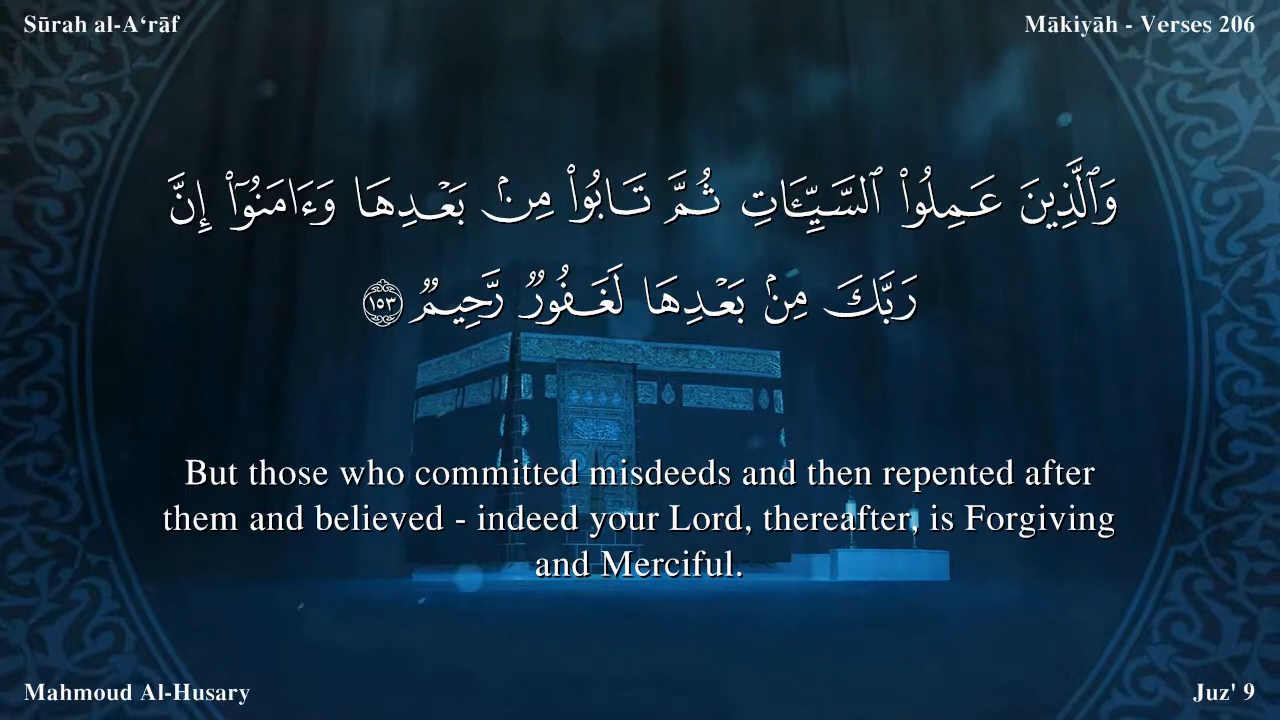 Sūrah al-A‘rāf
Mākiyāh - Verses 206
وَٱلَّذِينَ عَمِلُوا۟ ٱلسَّيِّـَٔاتِ ثُمَّ تَابُوا۟ مِنۢ بَعْدِهَا وَءَامَنُوٓا۟ إِنَّ
رَبَّكَ مِنۢ بَعْدِهَا لَغَفُورٌ رَّحِيمٌ ١٥٣
But those who committed misdeeds and then repented after
them and believed - indeed your Lord, thereafter, is Forgiving
and Merciful.
Mahmoud Al-Husary
Juz' 9